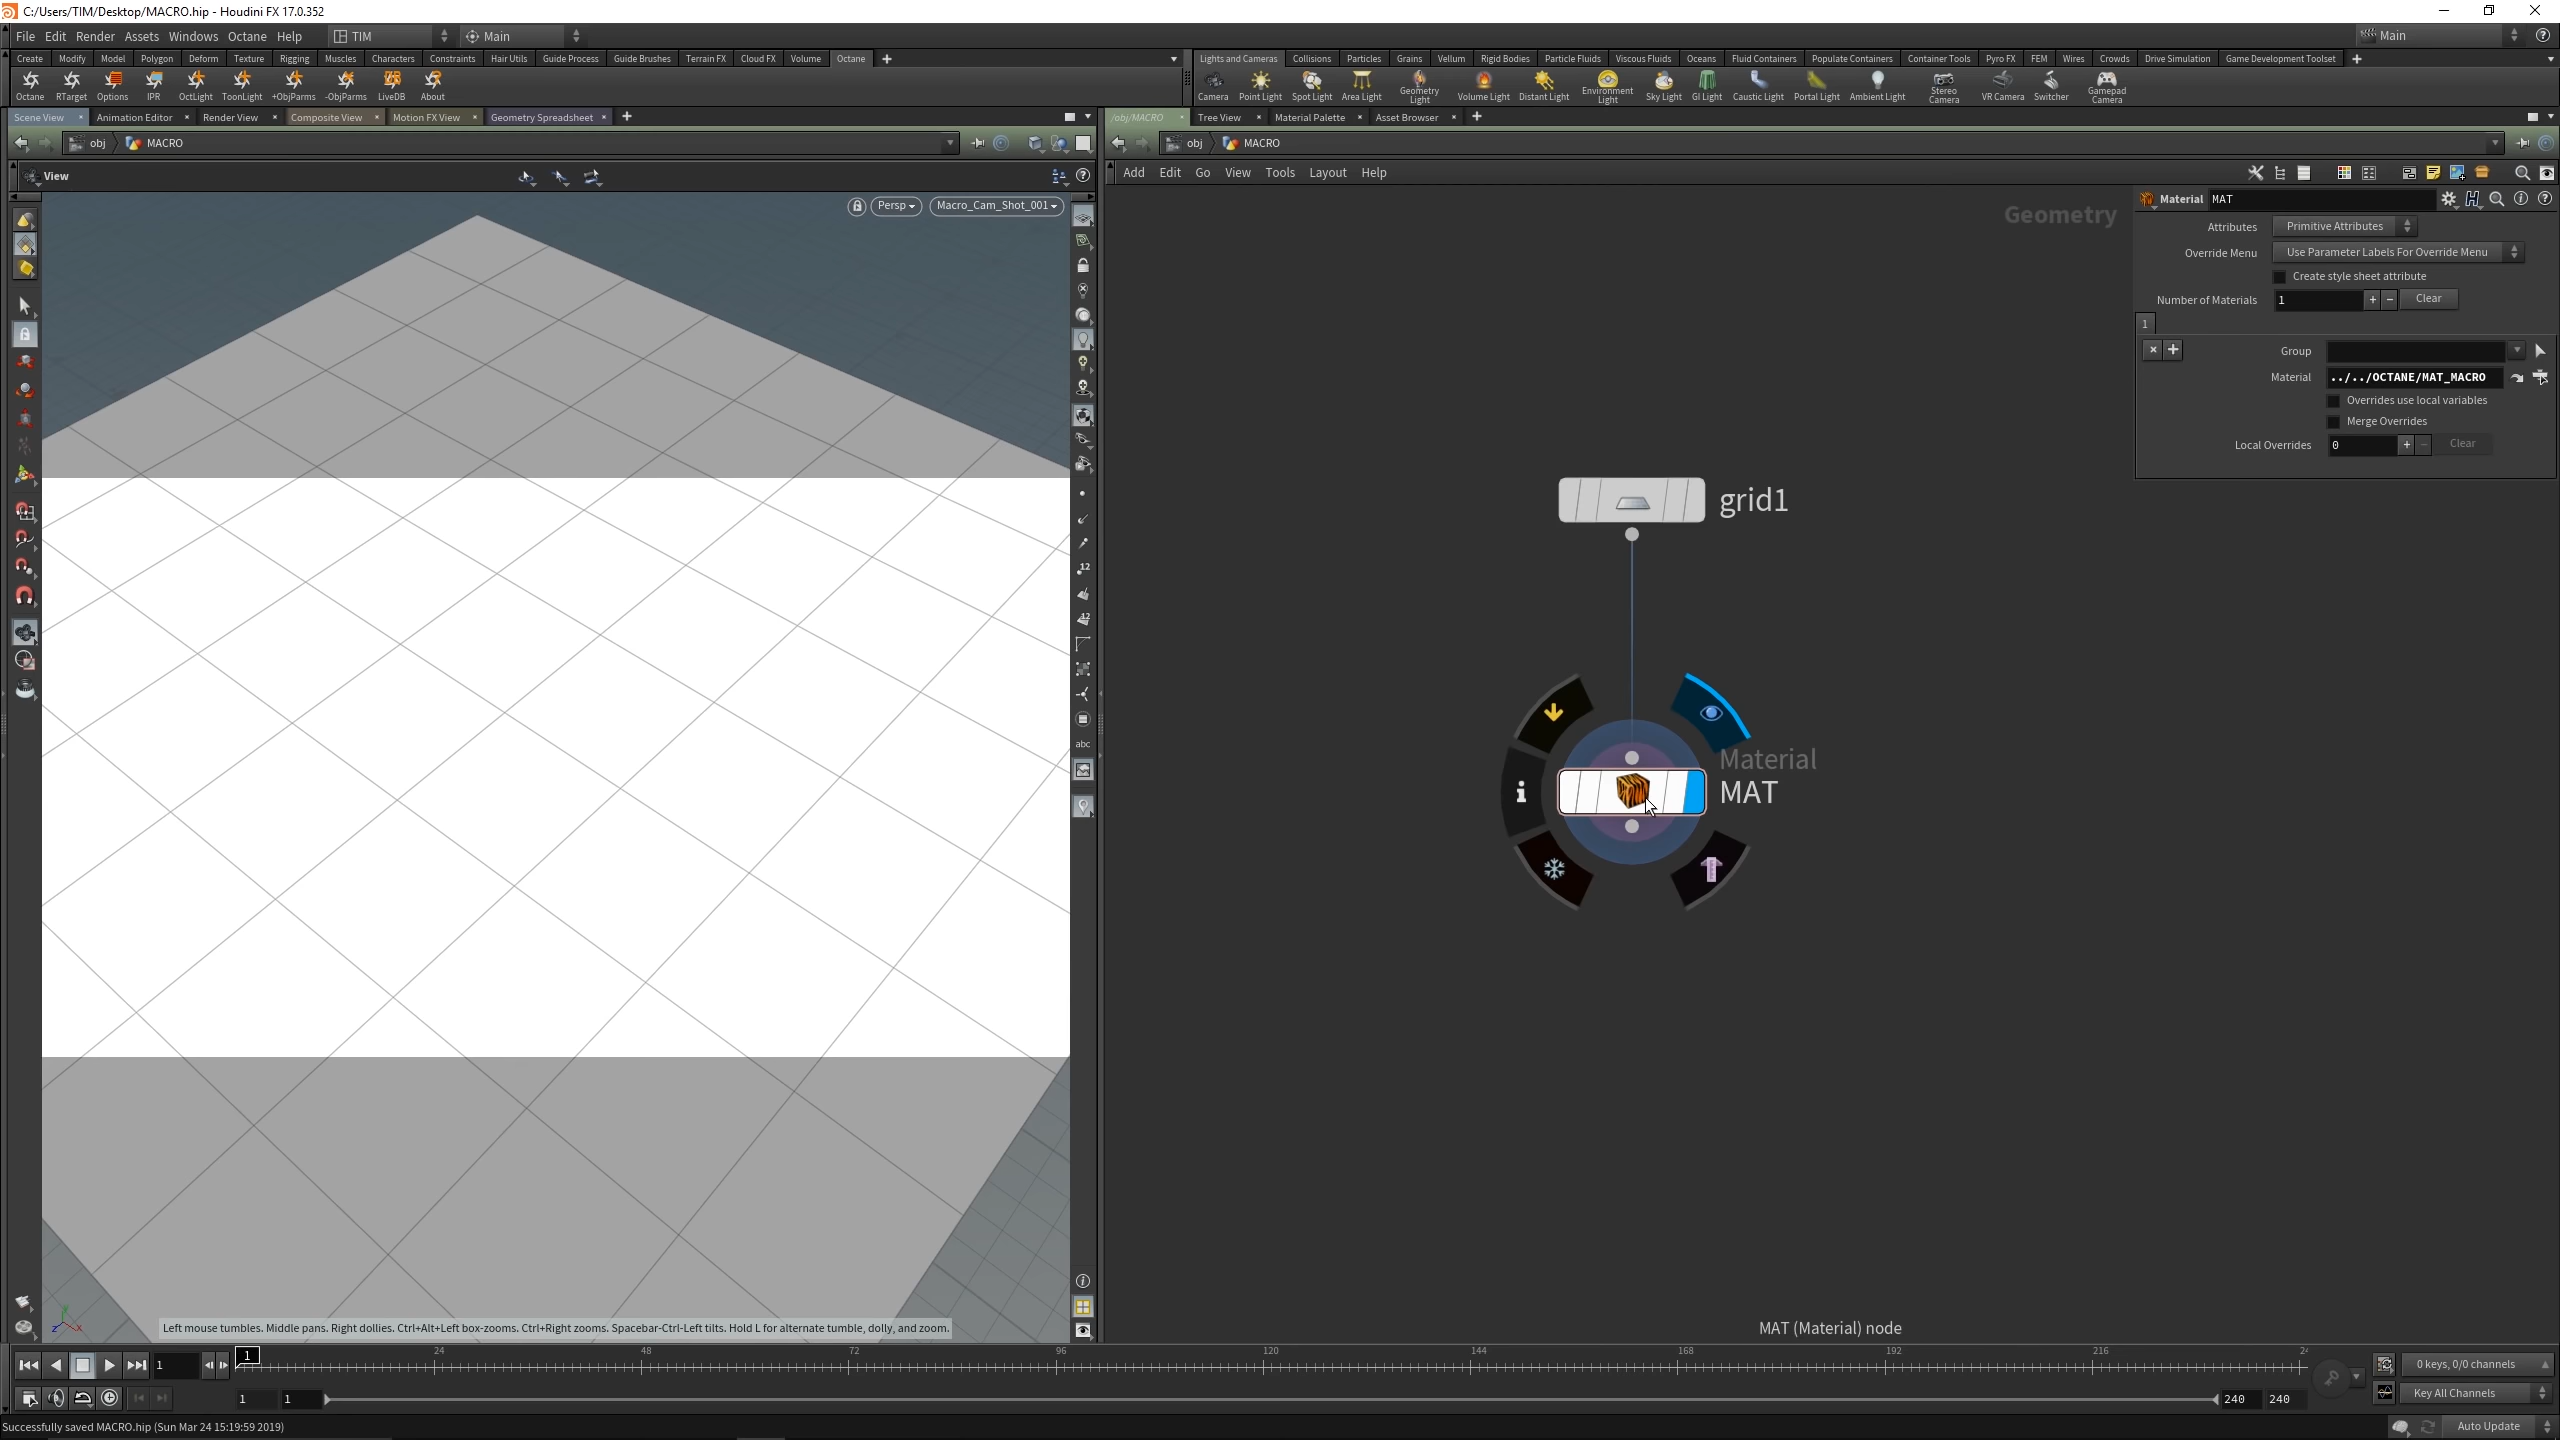 C:/Users/TIM/Desktop/MACRO.hip - Houdini FX 17.0.352
File Edit Render Assets Windows Octane Help TIM Main Main
Create Modify Model Polygon Deform Texture Rigging Muscles Characters Constraints Hair Utils Guide Process Guide Brushes Terrain FX Cloud FX Volume Octane
Lights and Cameras Collisions Particles Grains Vellum Rigid Bodies Particle Fluids Viscous Fluids Oceans Fluid Containers Populate Containers Container Tools Pyro FX FEM Wires Crowds Drive Simulation Game Development Toolset
Octane RTarget Options IPR OctLight ToonLight +ObjParms -ObjParms LiveDB About
Camera Point Light Spot Light Area Light Geometry Light Volume Light Distant Light Environment Light Sky Light GI Light Caustic Light Portal Light Ambient Light Stereo Camera VR Camera Switcher Gamepad Camera
Scene View Animation Editor Render View Composite View Motion FX View Geometry Spreadsheet
/obj/MACRO Tree View Material Palette Asset Browser
obj MACRO
obj MACRO
View
Add Edit Go View Tools Layout Help
Persp Macro_Cam_Shot_001
Geometry
Material MAT
Attributes Primitive Attributes
Override Menu Use Parameter Labels For Override Menu
Create style sheet attribute
Number of Materials 1 Clear
1
Group
Material ../../OCTANE/MAT_MACRO
Overrides use local variables
Merge Overrides
Local Overrides 0 Clear
grid1
Material
MAT
12
12
abc
Left mouse tumbles. Middle pans. Right dollies. Ctrl+Alt+Left box-zooms. Ctrl+Right zooms. Spacebar-Ctrl-Left tilts. Hold L for alternate tumble, dolly, and zoom.
MAT (Material) node
1 1 24 48 72 96 120 144 168 192 216
0 keys, 0/0 channels
1 1 240 240 Key All Channels
Successfully saved MACRO.hip (Sun Mar 24 15:19:59 2019)
Auto Update